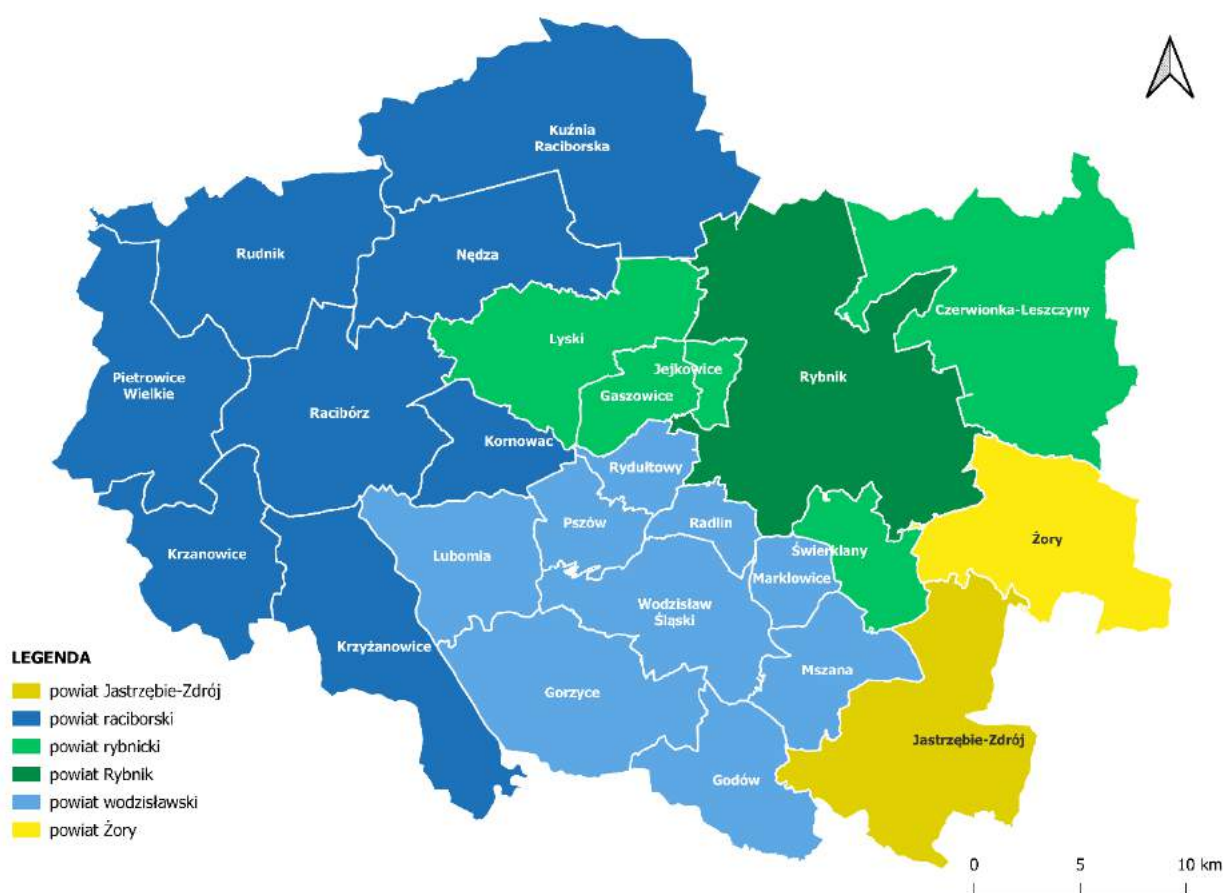 Kuźnia
Raciborska
Rudnik
Nędza
Czerwionka-Leszczyny
Lyski
Jejkowice
Rybnik
Pietrowice
Wielkie
Gaszowice
Racibórz
Kornowac
Rydułtowy
Pszów
Radlin
Żory
Krzanowice
Lubomia
Świerklany
Marklowice
Wodzisław
Śląski
Krzyżanowice
Mszana
Gorzyce
Jastrzębie-Zdrój
Godów
LEGENDA
powiat Jastrzębie-Zdrój
powiat raciborski
powiat rybnicki
powiat Rybnik
powiat wodzisławski
powiat Żory
0 5 10 km